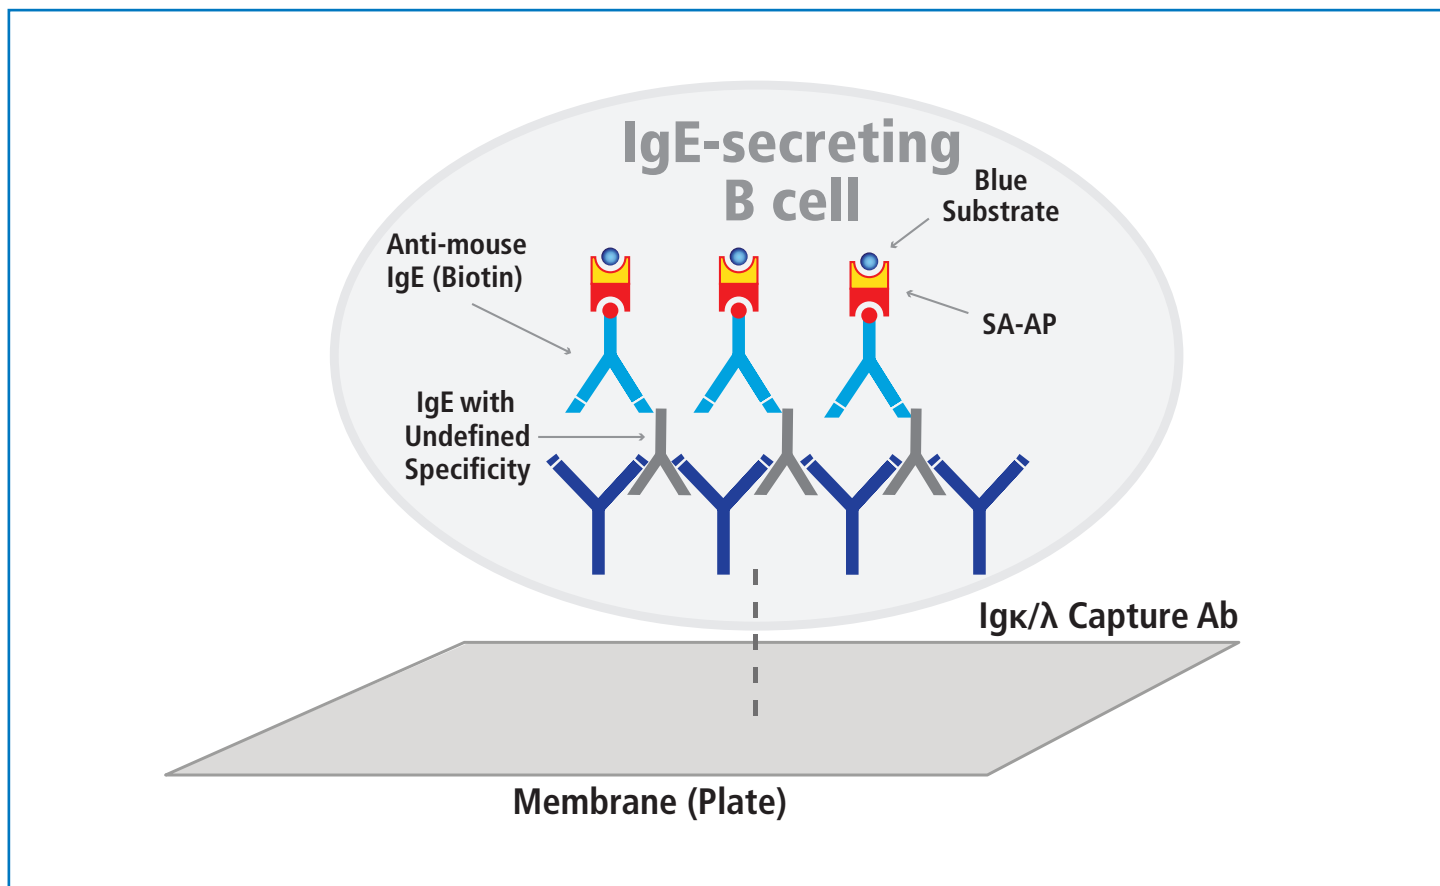 IgE-secreting
B cell
Blue
Substrate
Anti-mouse
IgE (Biotin)
SA-AP
IgE with
Undefined
Specificity
Igκ/λ Capture Ab
Membrane (Plate)